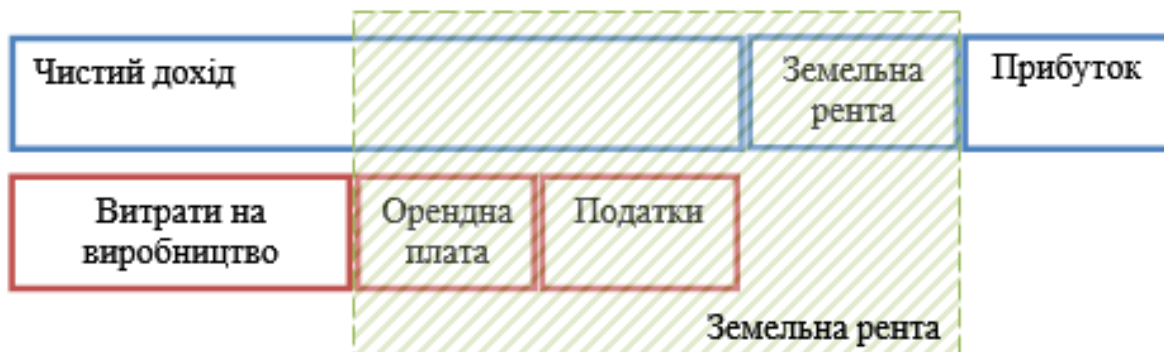 Чистий дохід
Земельна
рента
Прибуток
Витрати на
виробництво
Орендна
плата
Податки
Земельна рента